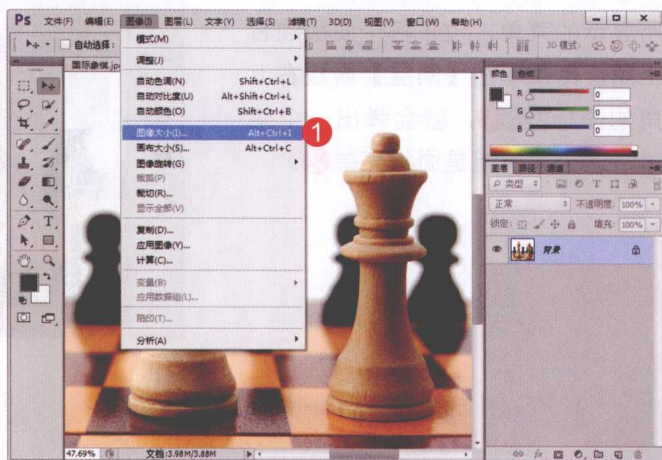 Ps 文件(F) 编辑(E) 图像(I) 图层(L) 文字(Y) 选择(S) 滤镜(T) 3D(D) 视图(V) 窗口(W) 帮助(H)
自动选择：
3D 模式：
国际象棋.jp
模式(M)
调整(J)
自动色调(N) Shift+Ctrl+L
自动对比度(U) Alt+Shift+Ctrl+L
自动颜色(O) Shift+Ctrl+B
图像大小(I)... Alt+Ctrl+I
1
画布大小(S)... Alt+Ctrl+C
图像旋转(G)
裁剪(P)
裁切(R)...
显示全部(V)
复制(D)...
应用图像(Y)...
计算(C)...
变量(B)
应用数据组(L)...
陷印(T)...
分析(A)
颜色 色板
R 0
G 0
B 0
图层 路径 通道
类型
正常 不透明度: 100%
锁定: 填充: 100%
背景
47.69% 文档:3.98M/3.88M